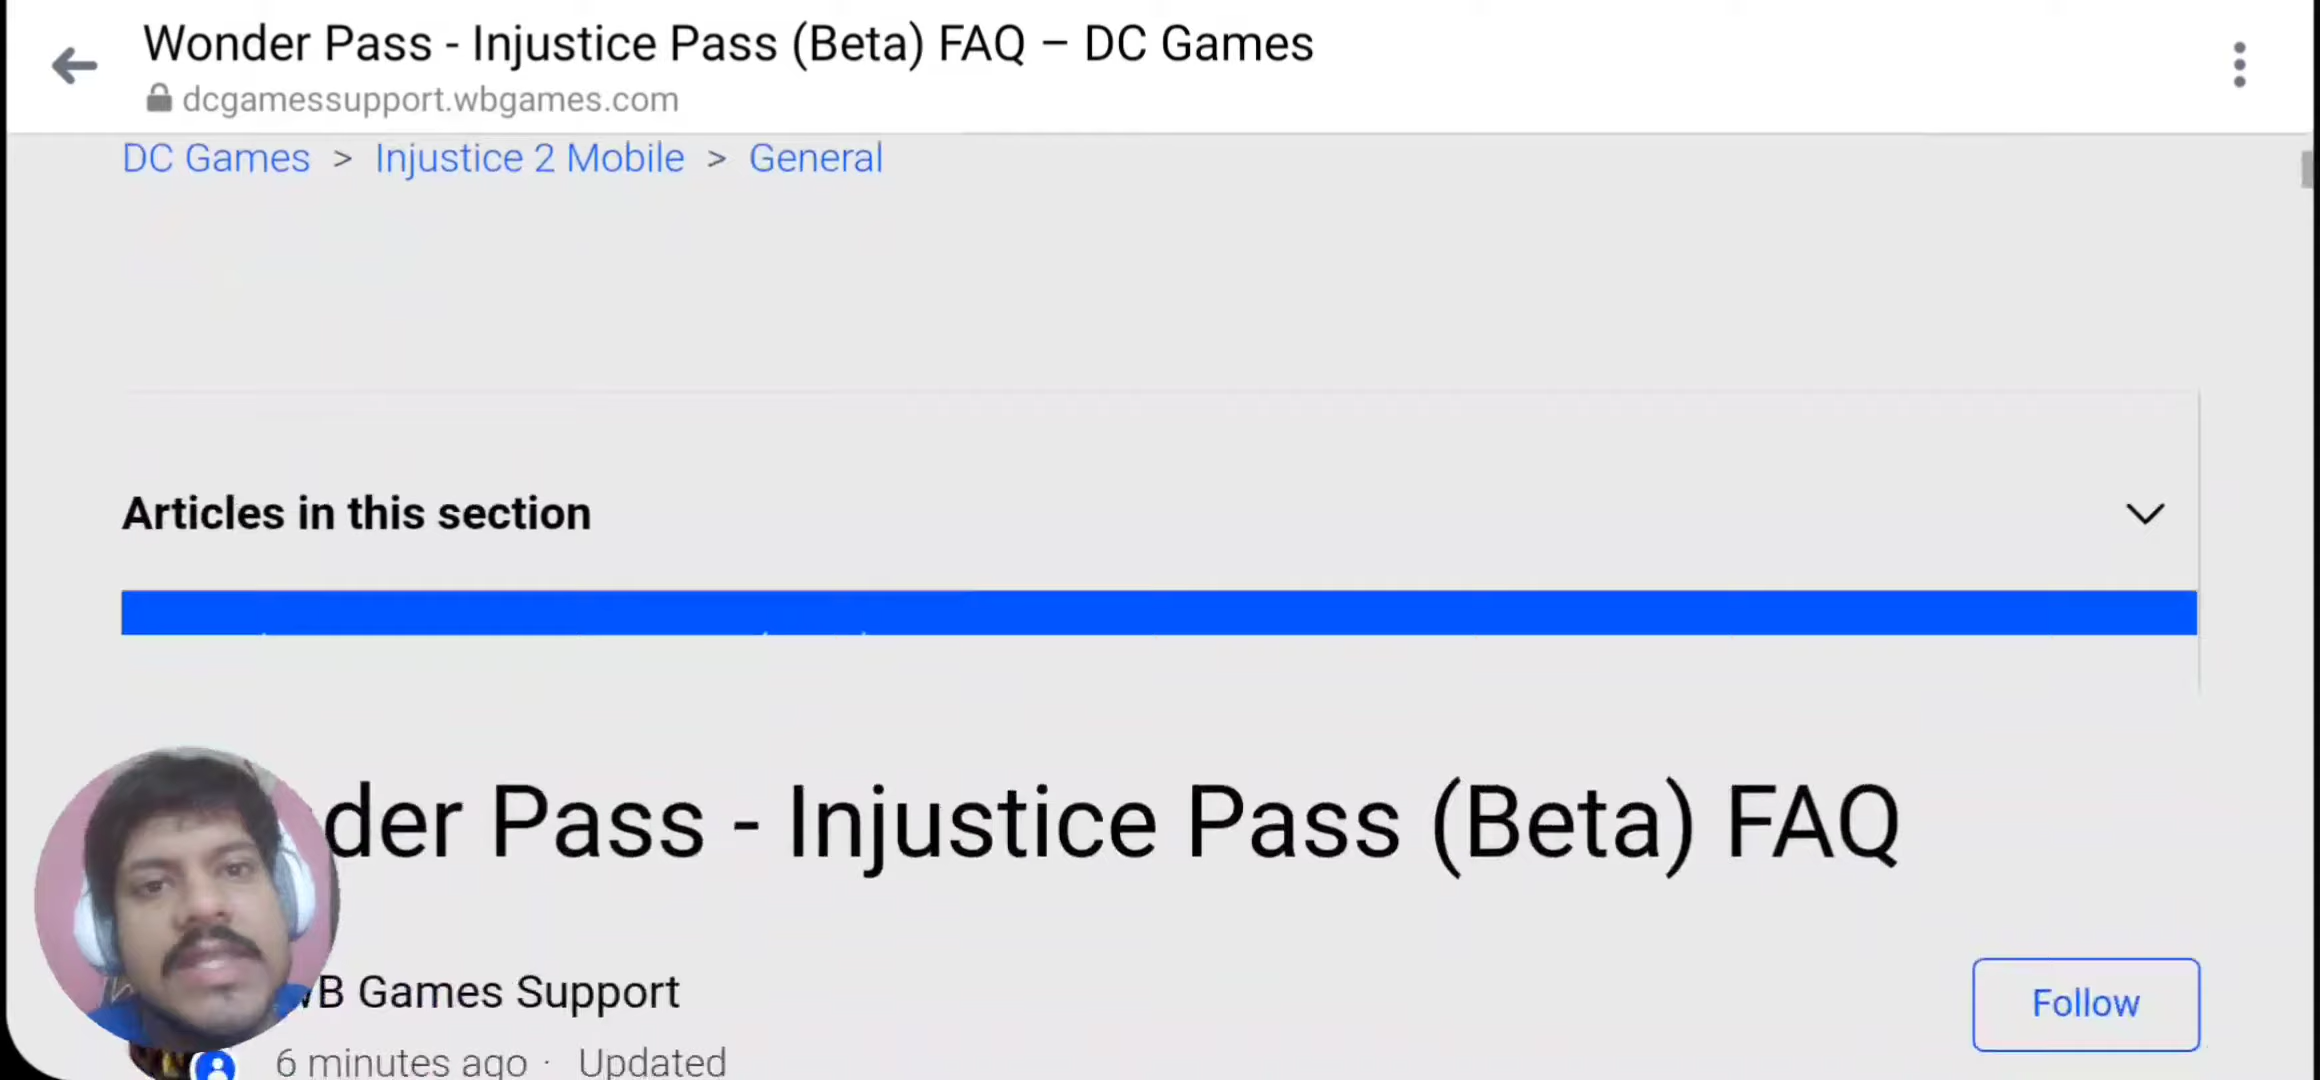 Wonder Pass - Injustice Pass (Beta) FAQ – DC Games
dcgamessupport.wbgames.com
DC Games > Injustice 2 Mobile > General
Articles in this section
der Pass - Injustice Pass (Beta) FAQ
WB Games Support
Follow
6 minutes ago · Updated